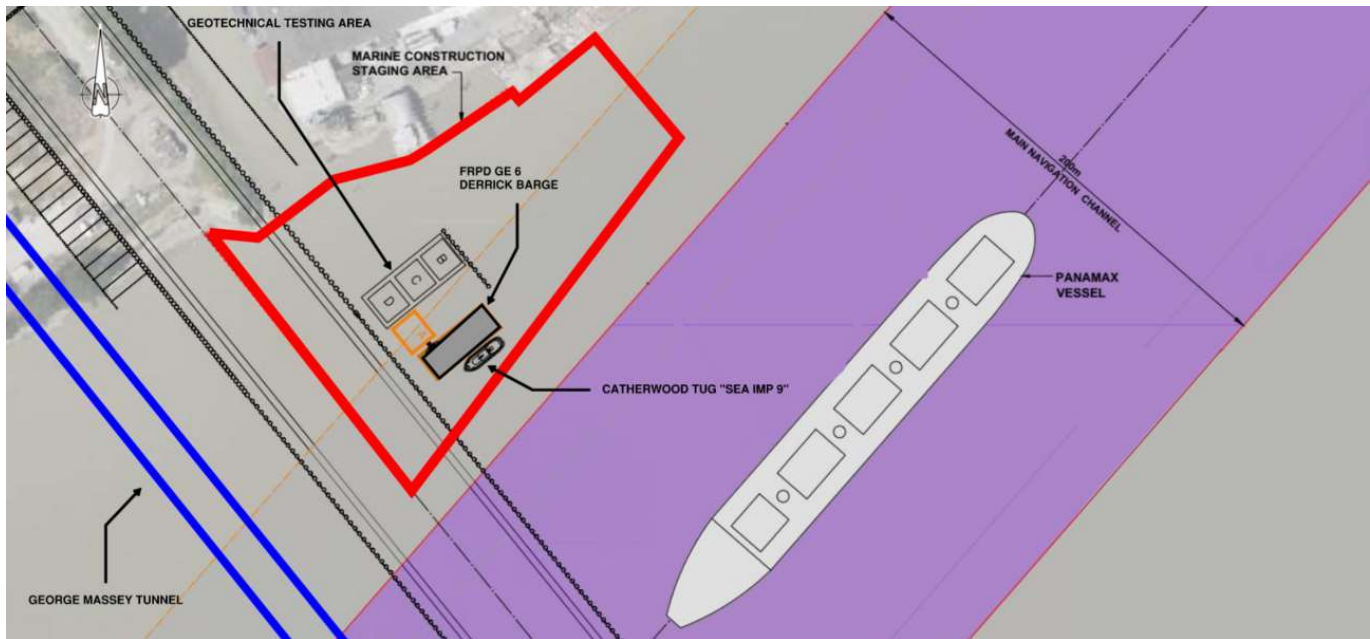 GEOTECHNICAL TESTING AREA
MARINE CONSTRUCTION
STAGING AREA
N
FRPD GE 6
DERRICK BARGE
200m
MAIN NAVIGATION CHANNEL
B
C
D
A
PANAMAX
VESSEL
CATHERWOOD TUG "SEA IMP 9"
GEORGE MASSEY TUNNEL